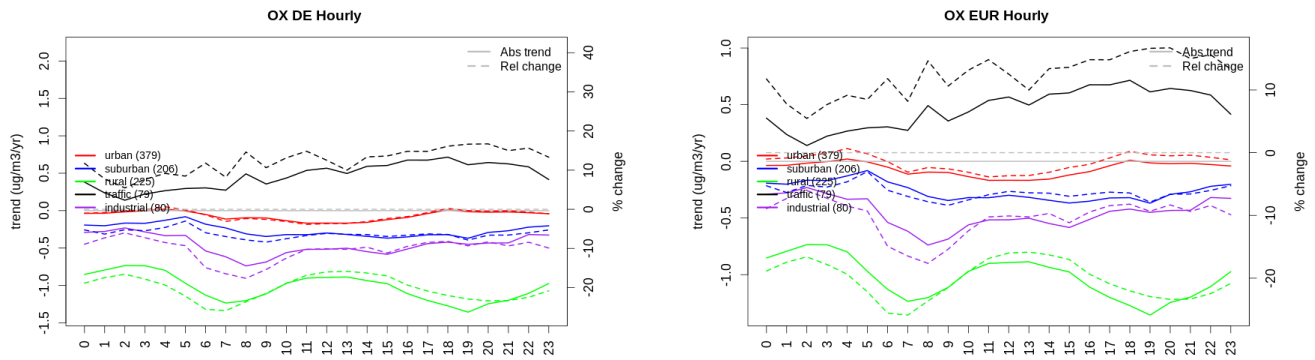 OX DE Hourly
trend (ug/m3/yr)
2.0
1.5
1.0
0.5
0.0
-0.5
-1.0
-1.5
40
30
20
10
0
-10
-20
% change
Abs trend
Rel change
urban (379)
suburban (206)
rural (225)
traffic (79)
industrial (80)
0 1 2 3 4 5 6 7 8 9 10 11 12 13 14 15 16 17 18 19 20 21 22 23
OX EUR Hourly
trend (ug/m3/yr)
1.0
0.5
0.0
-0.5
-1.0
10
0
-10
-20
% change
Abs trend
Rel change
urban (379)
suburban (206)
rural (225)
traffic (79)
industrial (80)
0 1 2 3 4 5 6 7 8 9 10 11 12 13 14 15 16 17 18 19 20 21 22 23